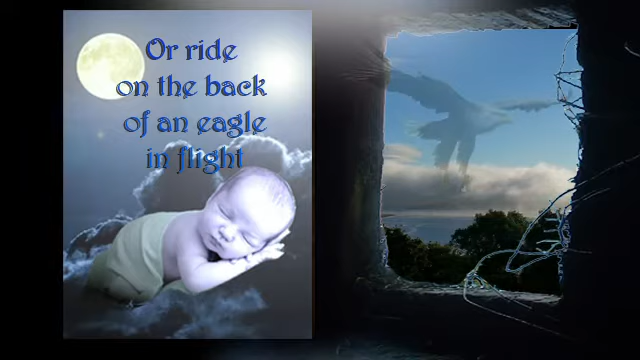 Or ride
on the back
of an eagle
in flight